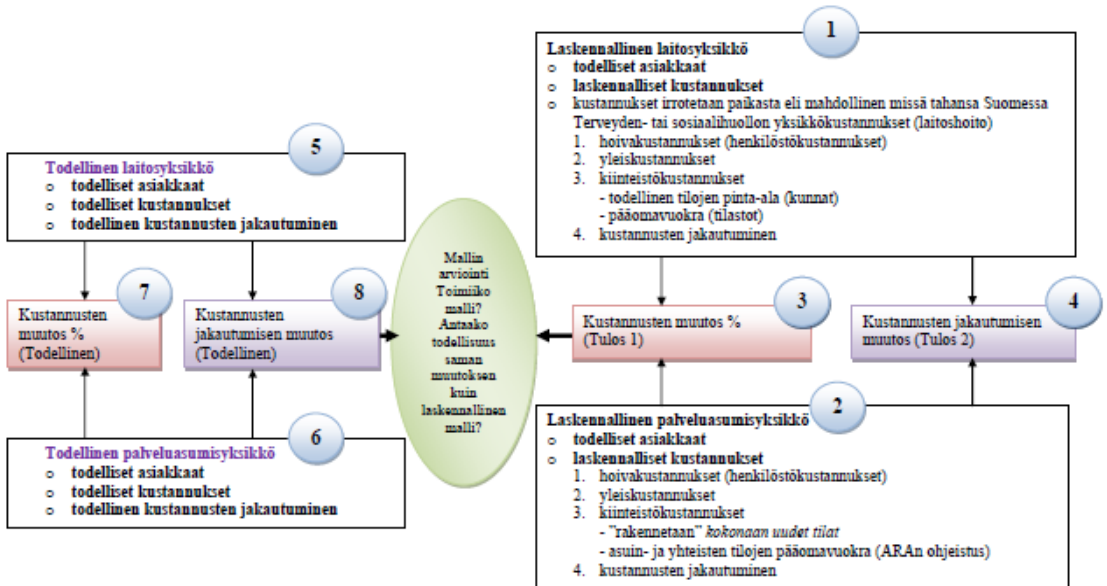 1
Laskennallinen laitosyksikkö
o todelliset asiakkaat
o laskennalliset kustannukset
o kustannukset irrotetaan paikasta eli mahdollinen missä tahansa Suomessa
Terveyden- tai sosiaalihuollon yksikkökustannukset (laitoshoito)
1. hoivakustannukset (henkilöstökustannukset)
2. yleiskustannukset
3. kiinteistökustannukset
- todellinen tilojen pinta-ala (kunnat)
- pääomavuokra (tilastot)
4. kustannusten jakautuminen
5
Todellinen laitosyksikkö
o todelliset asiakkaat
o todelliset kustannukset
o todellinen kustannusten jakautuminen
7
Kustannusten
muutos %
(Todellinen)
8
Kustannusten
jakautumisen muutos
(Todellinen)
Mallin
arviointi
Toimiiko
malli?
Antaako
todellisuus
saman
muutoksen
kuin
laskennallinen
malli?
3
Kustannusten muutos %
(Tulos 1)
4
Kustannusten jakautumisen
muutos (Tulos 2)
6
Todellinen palveluasumisyksikkö
o todelliset asiakkaat
o todelliset kustannukset
o todellinen kustannusten jakautuminen
2
Laskennallinen palveluasumisyksikkö
o todelliset asiakkaat
o laskennalliset kustannukset
1. hoivakustannukset (henkilöstökustannukset)
2. yleiskustannukset
3. kiinteistökustannukset
- "rakennetaan" kokonaan uudet tilat
- asuin- ja yhteisten tilojen pääomavuokra (ARAn ohjeistus)
4. kustannusten jakautuminen